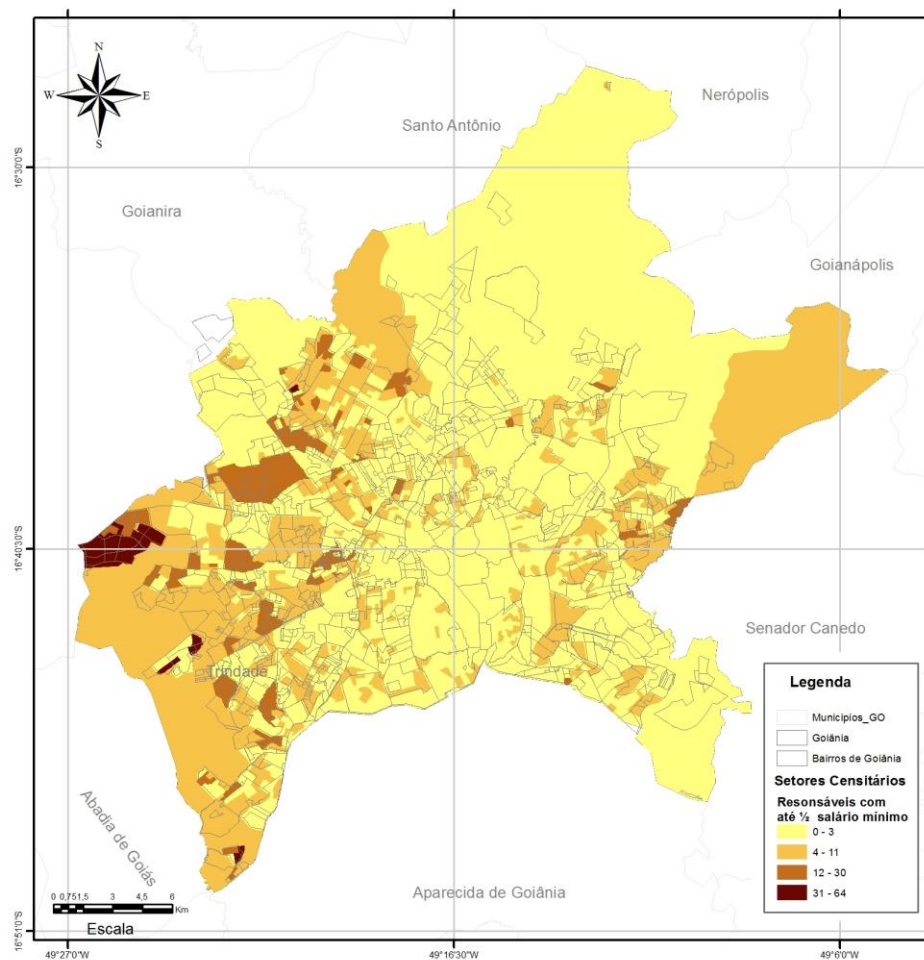 N
W E
S
Nerópolis
Santo Antônio
16°30'0"S
Goianira
Goianápolis
16°40'30"S
Senador Canedo
Trindade
Abadia de Goiás
Aparecida de Goiânia
Legenda
Municipios_GO
Goiânia
Bairros de Goiânia
Setores Censitários
Resonsáveis com
até ½ salário mínimo
0 - 3
4 - 11
12 - 30
31 - 64
0 0,751,5 3 4,5 6
Km
Escala
16°51'0"S
49°27'0"W 49°16'30"W 49°6'0"W